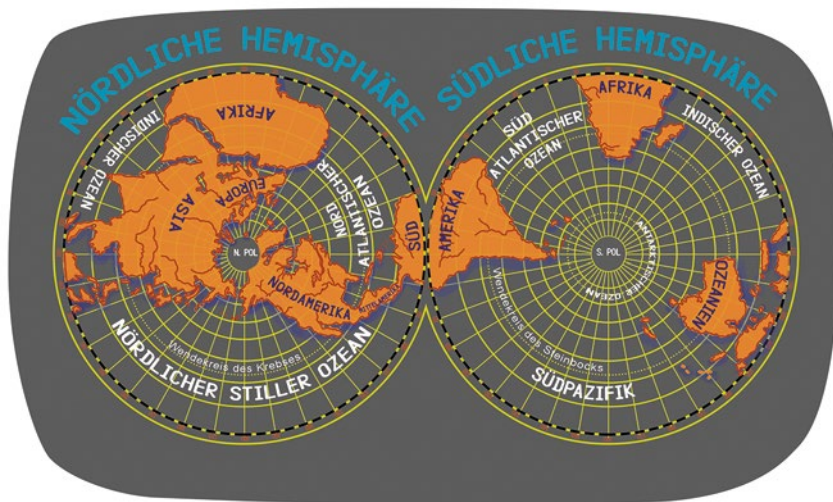 NÖRDLICHE HEMISPHÄRE
INDISCHER OZEAN
AFRIKA
EUROPA
ASIA
NORD
ATLANTISCHER
OZEAN
SÜD
N. POL
NORDAMERIKA
Wendekreis des Krebses
NÖRDLICHER STILLER OZEAN
SÜDLICHE HEMISPHÄRE
AFRIKA
SÜD
ATLANTISCHER
OZEAN
INDISCHER OZEAN
AMERIKA
S. POL
ANTARKTISCHER OZEAN
OZEANIEN
Wendekreis des Steinbocks
SÜDPAZIFIK